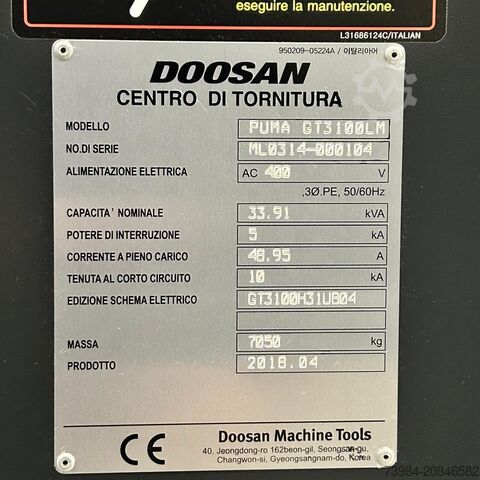 eseguire la manutenzione.
L31686124C/ITALIAN
950209-05224A / 이탈리아어
DOOSAN
CENTRO DI TORNITURA
MODELLO PUMA GT3100LM
NO.DI SERIE ML0314-000104
ALIMENTAZIONE ELETTRICA AC 400 V
,3Ø.PE, 50/60Hz
CAPACITA' NOMINALE 33.91 kVA
POTERE DI INTERRUZIONE 5 kA
CORRENTE A PIENO CARICO 48.95 A
TENUTA AL CORTO CIRCUITO 10 kA
EDIZIONE SCHEMA ELETTRICO GT3100H31UB04
MASSA 7050 kg
PRODOTTO 2018.04
CE Doosan Machine Tools
40, Jeongdong-ro 162beon-gil, Seongsan-gu,
Changwon-si, Gyeongsangnam-do, Korea
73984-20846582